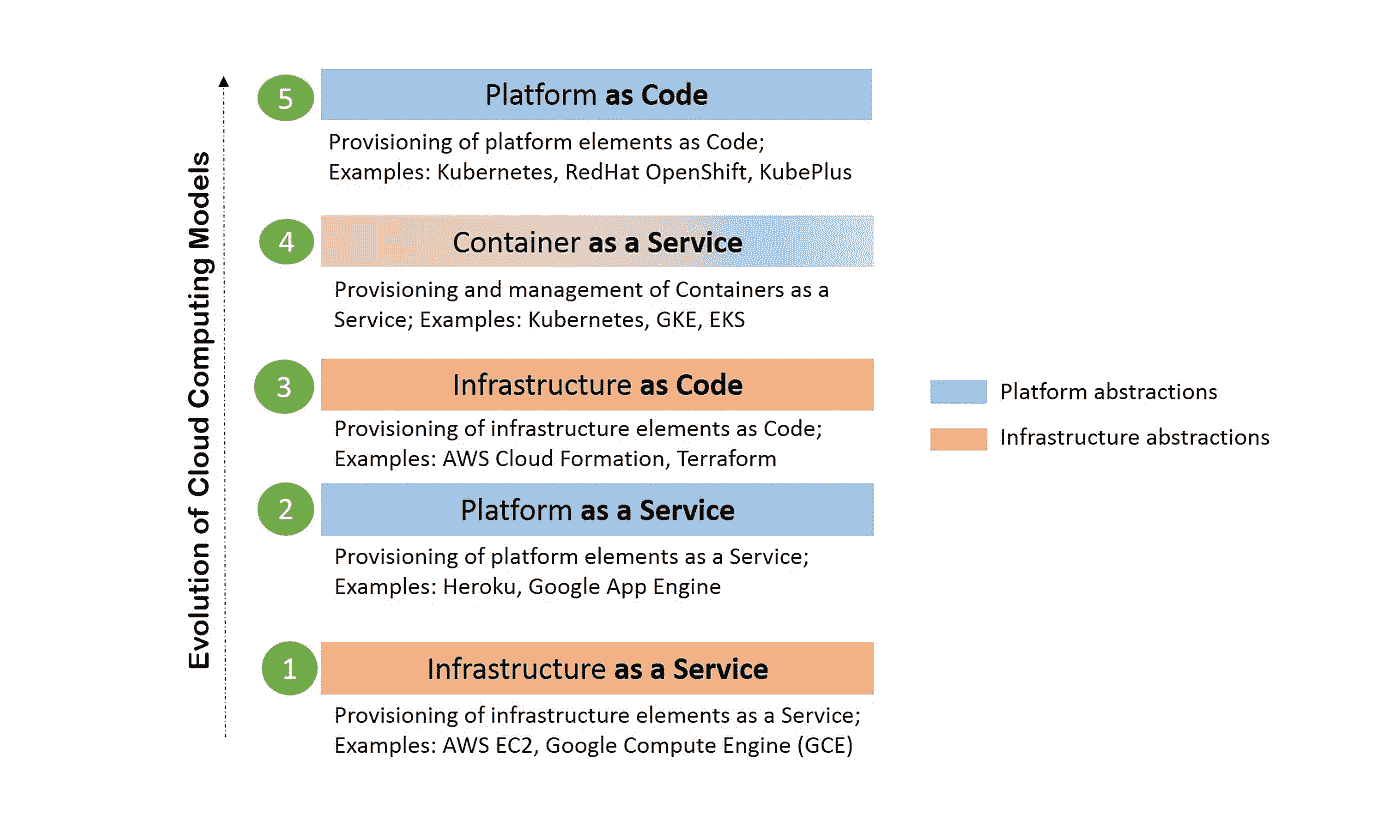 Evolution of Cloud Computing Models
5
Platform as Code
Provisioning of platform elements as Code;
Examples: Kubernetes, RedHat OpenShift, KubePlus
4
Container as a Service
Provisioning and management of Containers as a
Service; Examples: Kubernetes, GKE, EKS
3
Infrastructure as Code
Provisioning of infrastructure elements as Code;
Examples: AWS Cloud Formation, Terraform
2
Platform as a Service
Provisioning of platform elements as a Service;
Examples: Heroku, Google App Engine
1
Infrastructure as a Service
Provisioning of infrastructure elements as a Service;
Examples: AWS EC2, Google Compute Engine (GCE)
Platform abstractions
Infrastructure abstractions